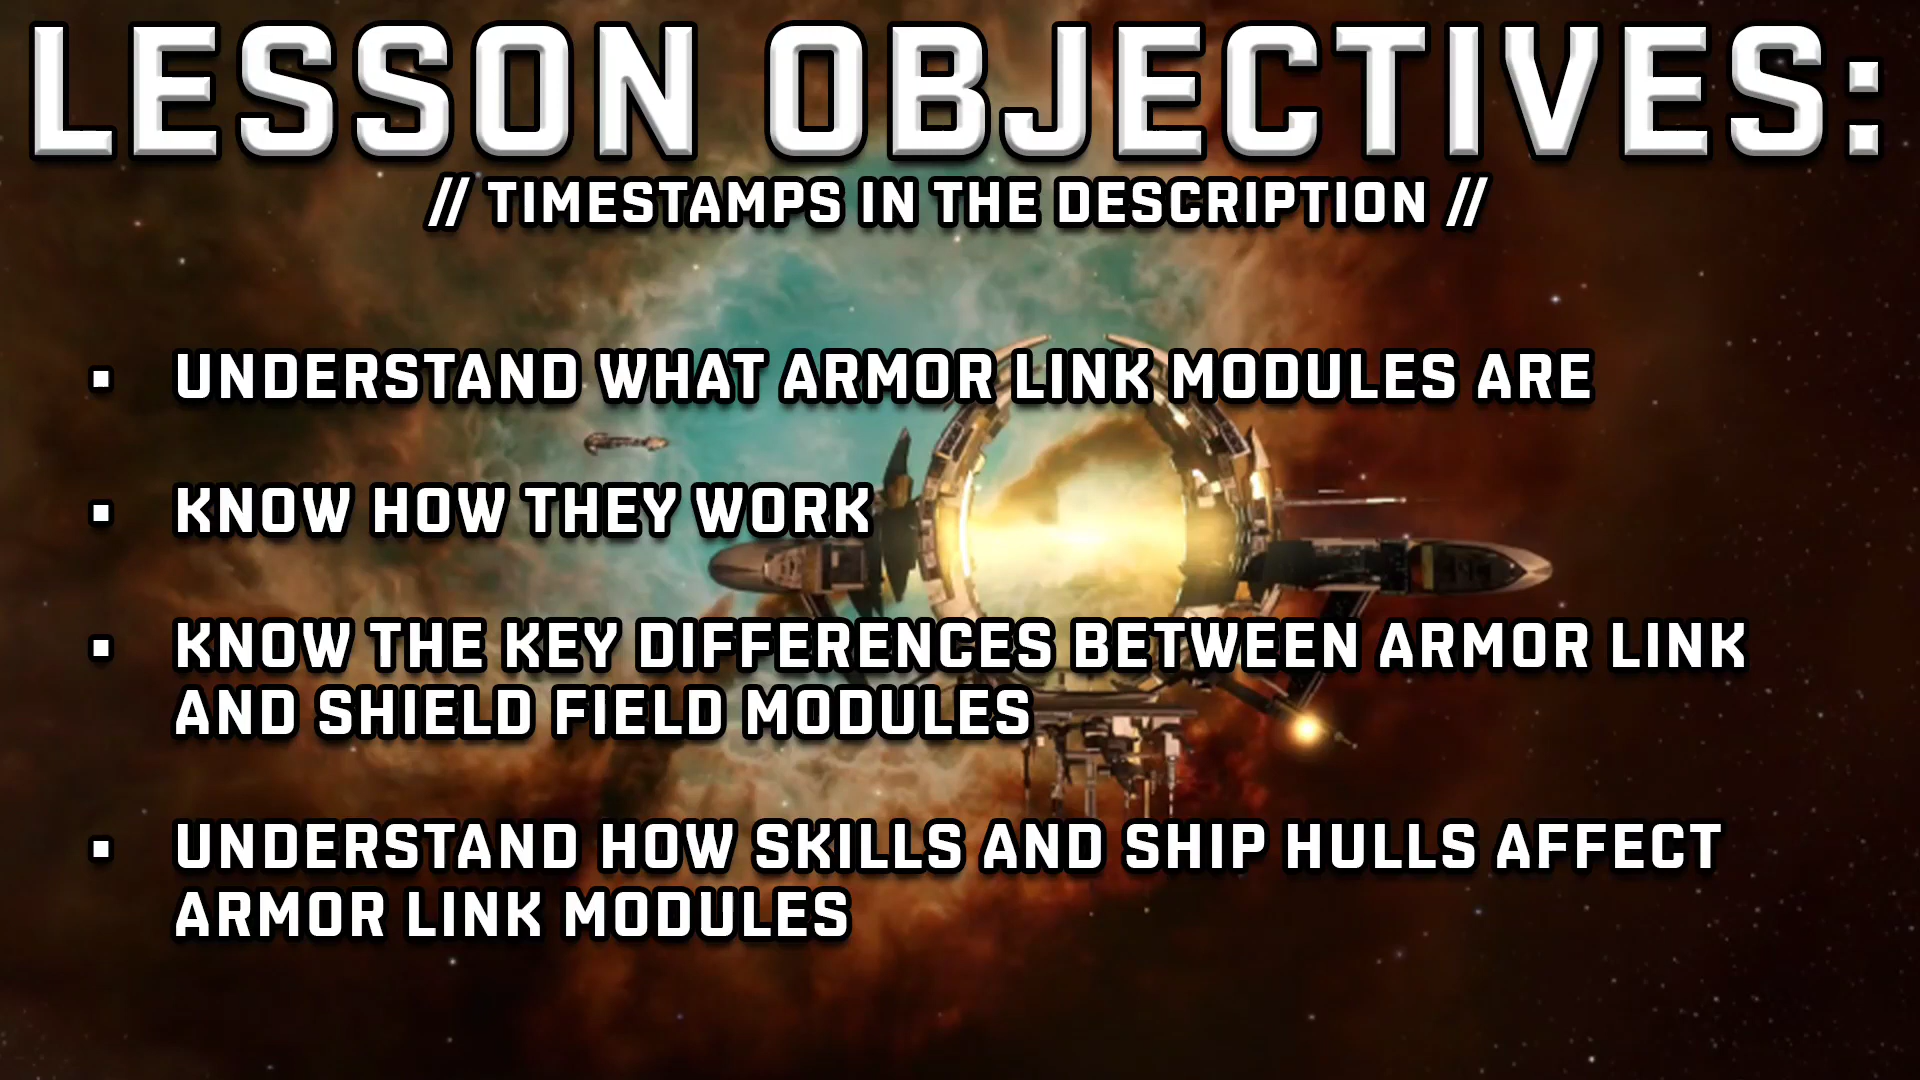 LESSON OBJECTIVES:
// TIMESTAMPS IN THE DESCRIPTION //
▪ UNDERSTAND WHAT ARMOR LINK MODULES ARE
▪ KNOW HOW THEY WORK
▪ KNOW THE KEY DIFFERENCES BETWEEN ARMOR LINK
AND SHIELD FIELD MODULES
▪ UNDERSTAND HOW SKILLS AND SHIP HULLS AFFECT
ARMOR LINK MODULES